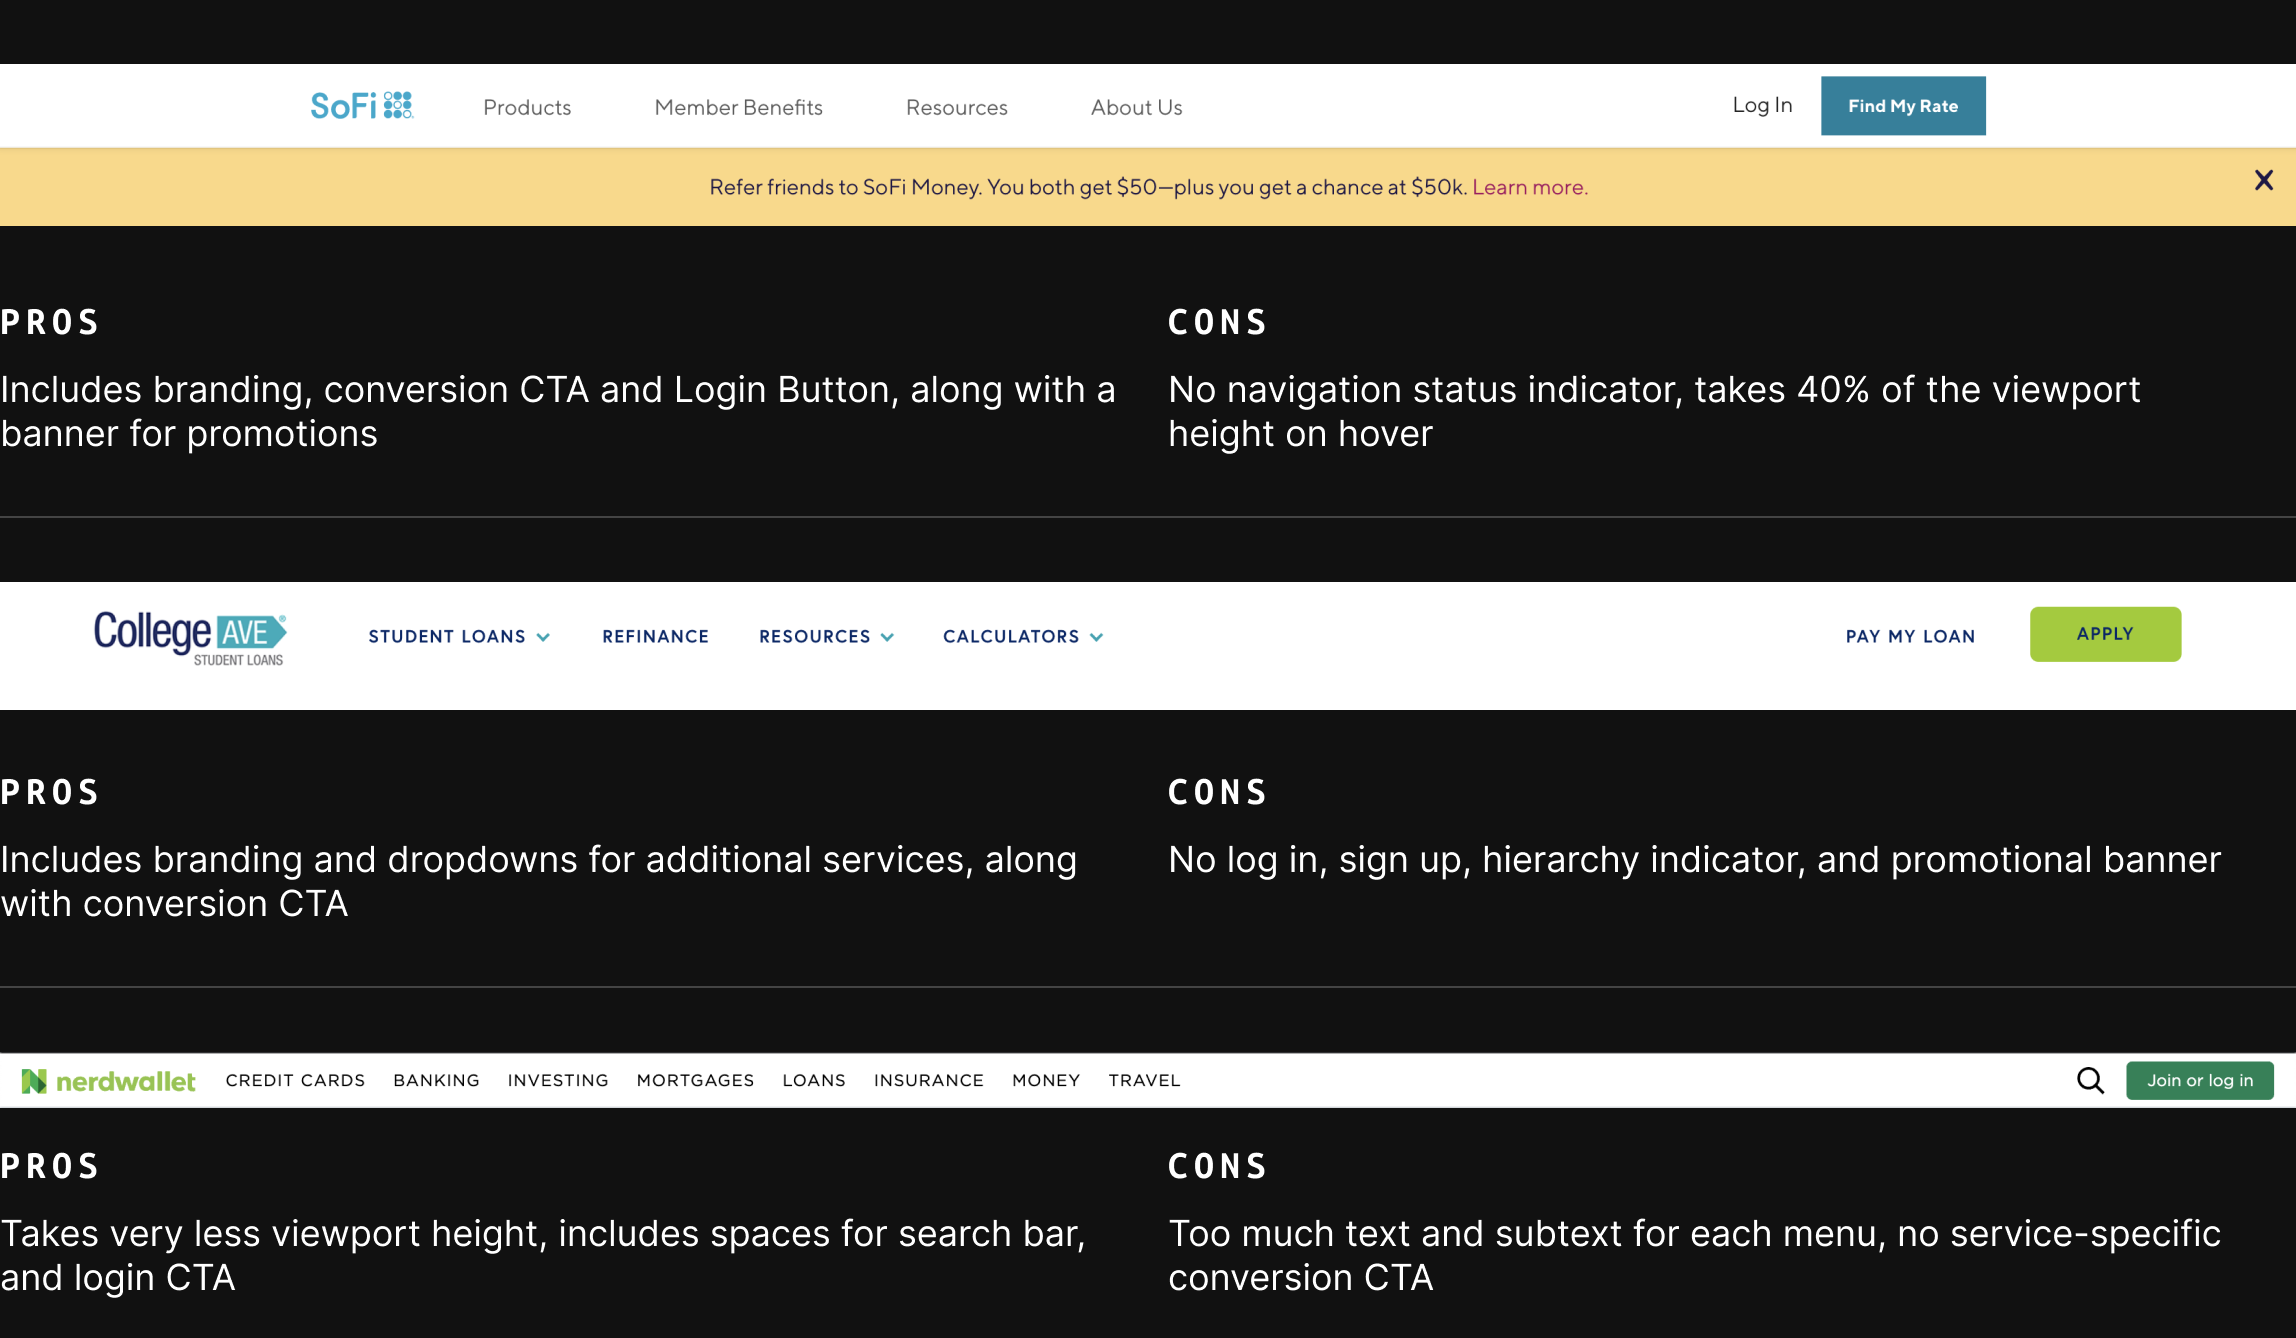 SoFi Products Member Benefits Resources About Us Log In Find My Rate
Refer friends to SoFi Money. You both get $50—plus you get a chance at $50k. Learn more. X
PROS
Includes branding, conversion CTA and Login Button, along with a
banner for promotions
CONS
No navigation status indicator, takes 40% of the viewport
height on hover
College AVE® STUDENT LOANS REFINANCE RESOURCES CALCULATORS PAY MY LOAN APPLY
STUDENT LOANS
PROS
Includes branding and dropdowns for additional services, along
with conversion CTA
CONS
No log in, sign up, hierarchy indicator, and promotional banner
nerdwallet CREDIT CARDS BANKING INVESTING MORTGAGES LOANS INSURANCE MONEY TRAVEL Join or log in
PROS
Takes very less viewport height, includes spaces for search bar,
and login CTA
CONS
Too much text and subtext for each menu, no service-specific
conversion CTA